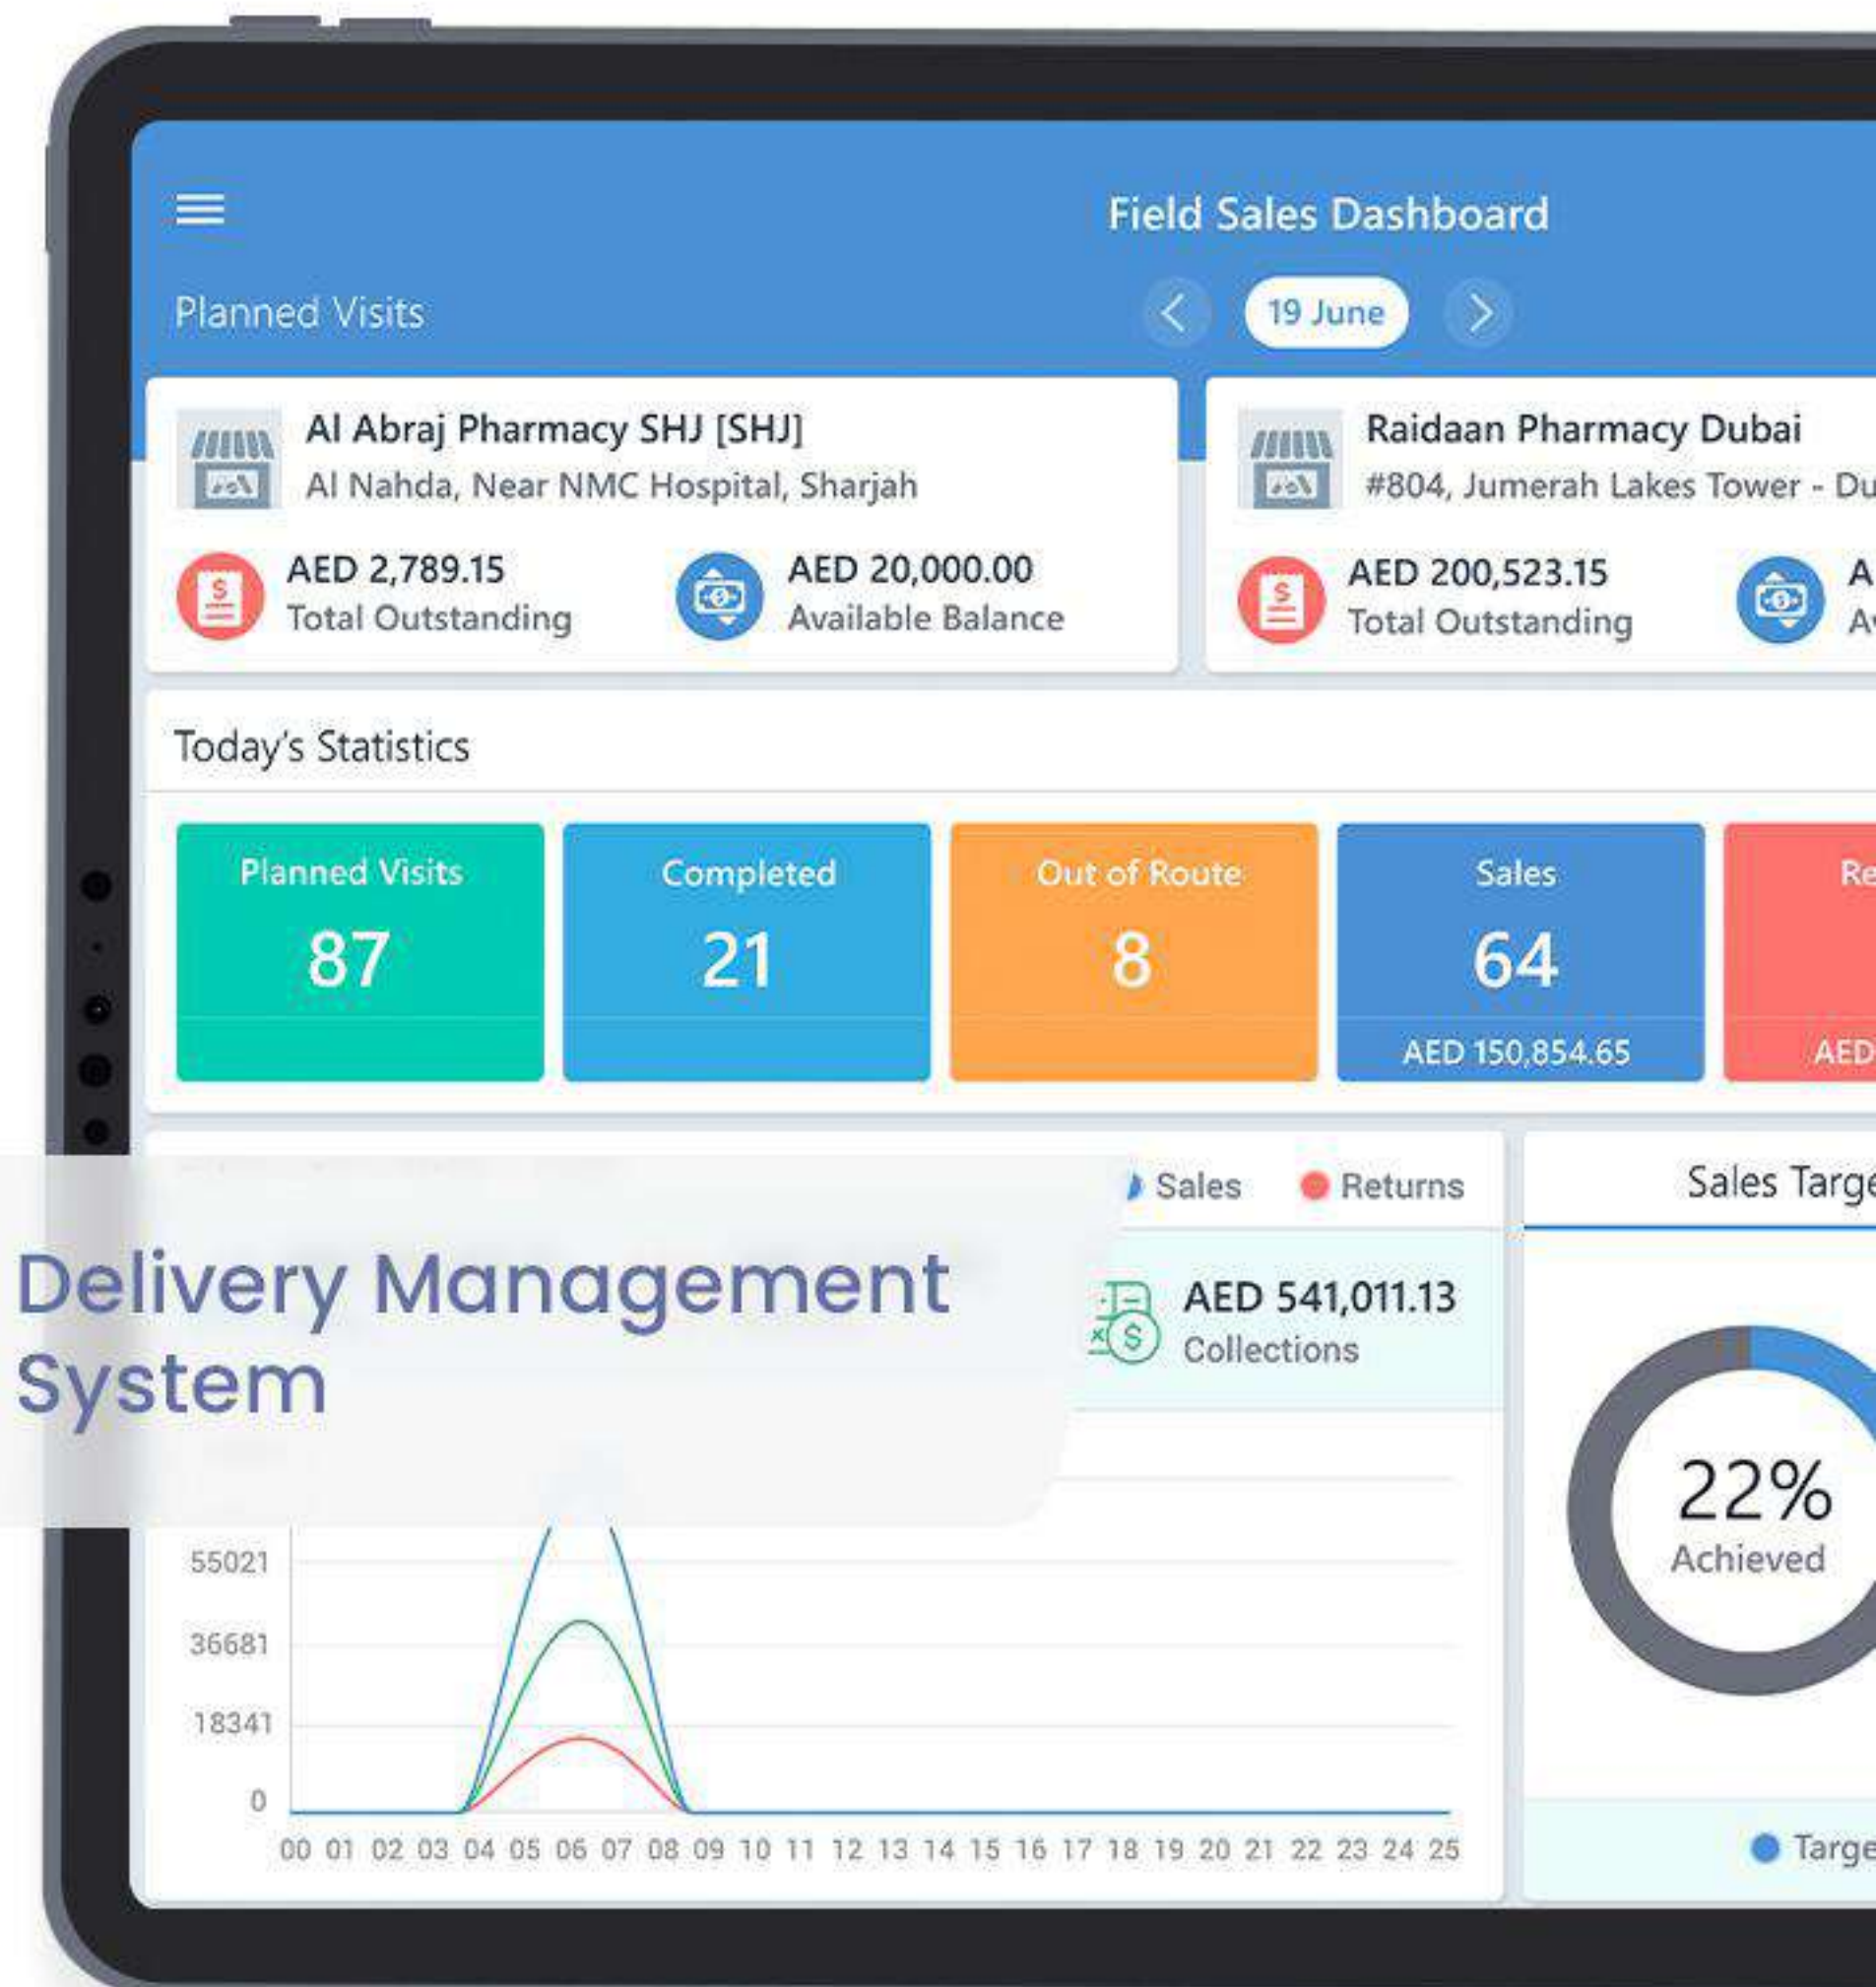 Field Sales Dashboard
Planned Visits
19 June
Al Abraj Pharmacy SHJ [SHJ]
Al Nahda, Near NMC Hospital, Sharjah
AED 2,789.15
Total Outstanding
AED 20,000.00
Available Balance
Raidaan Pharmacy Dubai
#804, Jumerah Lakes Tower - Du
AED 200,523.15
Total Outstanding
Today's Statistics
Planned Visits
87
Completed
21
Out of Route
8
Sales
64
AED 150,854.65
Re
AED
Sales
Returns
Sales Targe
Delivery Management
System
AED 541,011.13
Collections
22%
Achieved
55021
36681
18341
0
00 01 02 03 04 05 06 07 08 09 10 11 12 13 14 15 16 17 18 19 20 21 22 23 24 25
Targe